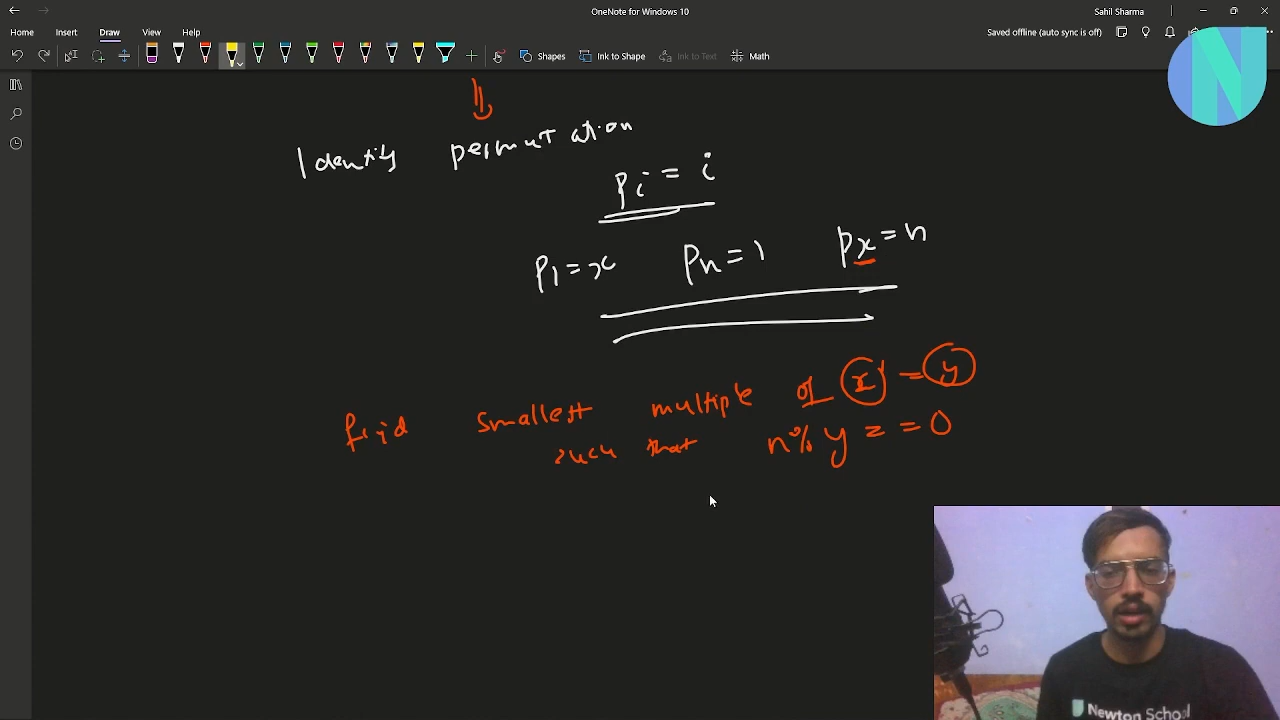 OneNote for Windows 10
Sahil Sharma
Home Insert Draw View Help
Saved offline (auto sync is off)
Shapes Ink to Shape Ink to Text Math
Identity permutation
pi = i
p1 = x pn = 1 px = n
find smallest multiple of x = y
such that n% y == 0
Newton School